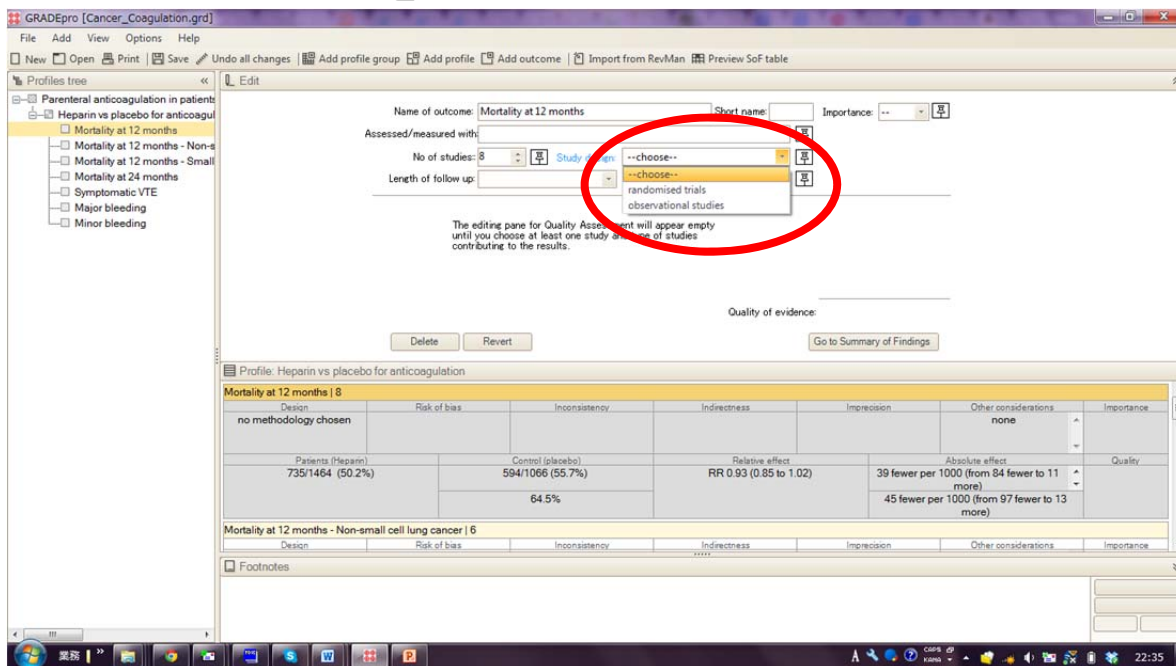 GRADEpro [Cancer_Coagulation.grd]
File Add View Options Help
New Open Print Save Undo all changes Add profile group Add profile Add outcome Import from RevMan Preview SoF table
Profiles tree «
Parenteral anticoagulation in patients
Heparin vs placebo for anticoagul
Mortality at 12 months
Mortality at 12 months - Non-s
Mortality at 12 months - Small
Mortality at 24 months
Symptomatic VTE
Major bleeding
Minor bleeding
Edit
Name of outcome: Mortality at 12 months Short name: Importance: --
Assessed/measured with:
No of studies: 8 Study design: --choose--
Length of follow up: --choose--
randomised trials
observational studies
The editing pane for Quality Assessment will appear empty
until you choose at least one study and type of studies
contributing to the results.
Quality of evidence:
Delete Revert Go to Summary of Findings
Profile: Heparin vs placebo for anticoagulation
Mortality at 12 months | 8
Design Risk of bias Inconsistency Indirectness Imprecision Other considerations Importance
no methodology chosen none
Patients (Heparin) Control (placebo) Relative effect Absolute effect Quality
735/1464 (50.2%) 594/1066 (55.7%) RR 0.93 (0.85 to 1.02) 39 fewer per 1000 (from 84 fewer to 11
more)
64.5% 45 fewer per 1000 (from 97 fewer to 13
more)
Mortality at 12 months - Non-small cell lung cancer | 6
Design Risk of bias Inconsistency Indirectness Imprecision Other considerations Importance
Footnotes
業務 » A CAPS KANA 22:35